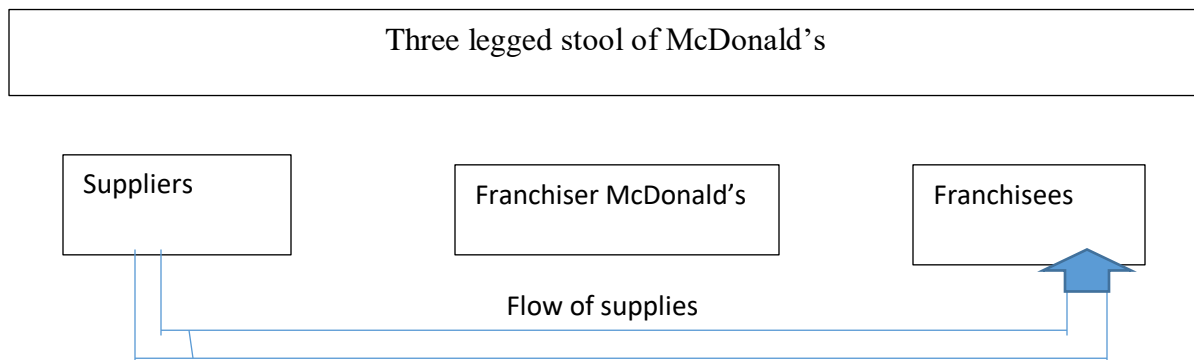 Three legged stool of McDonald’s
Suppliers
Franchiser McDonald’s
Franchisees
Flow of supplies